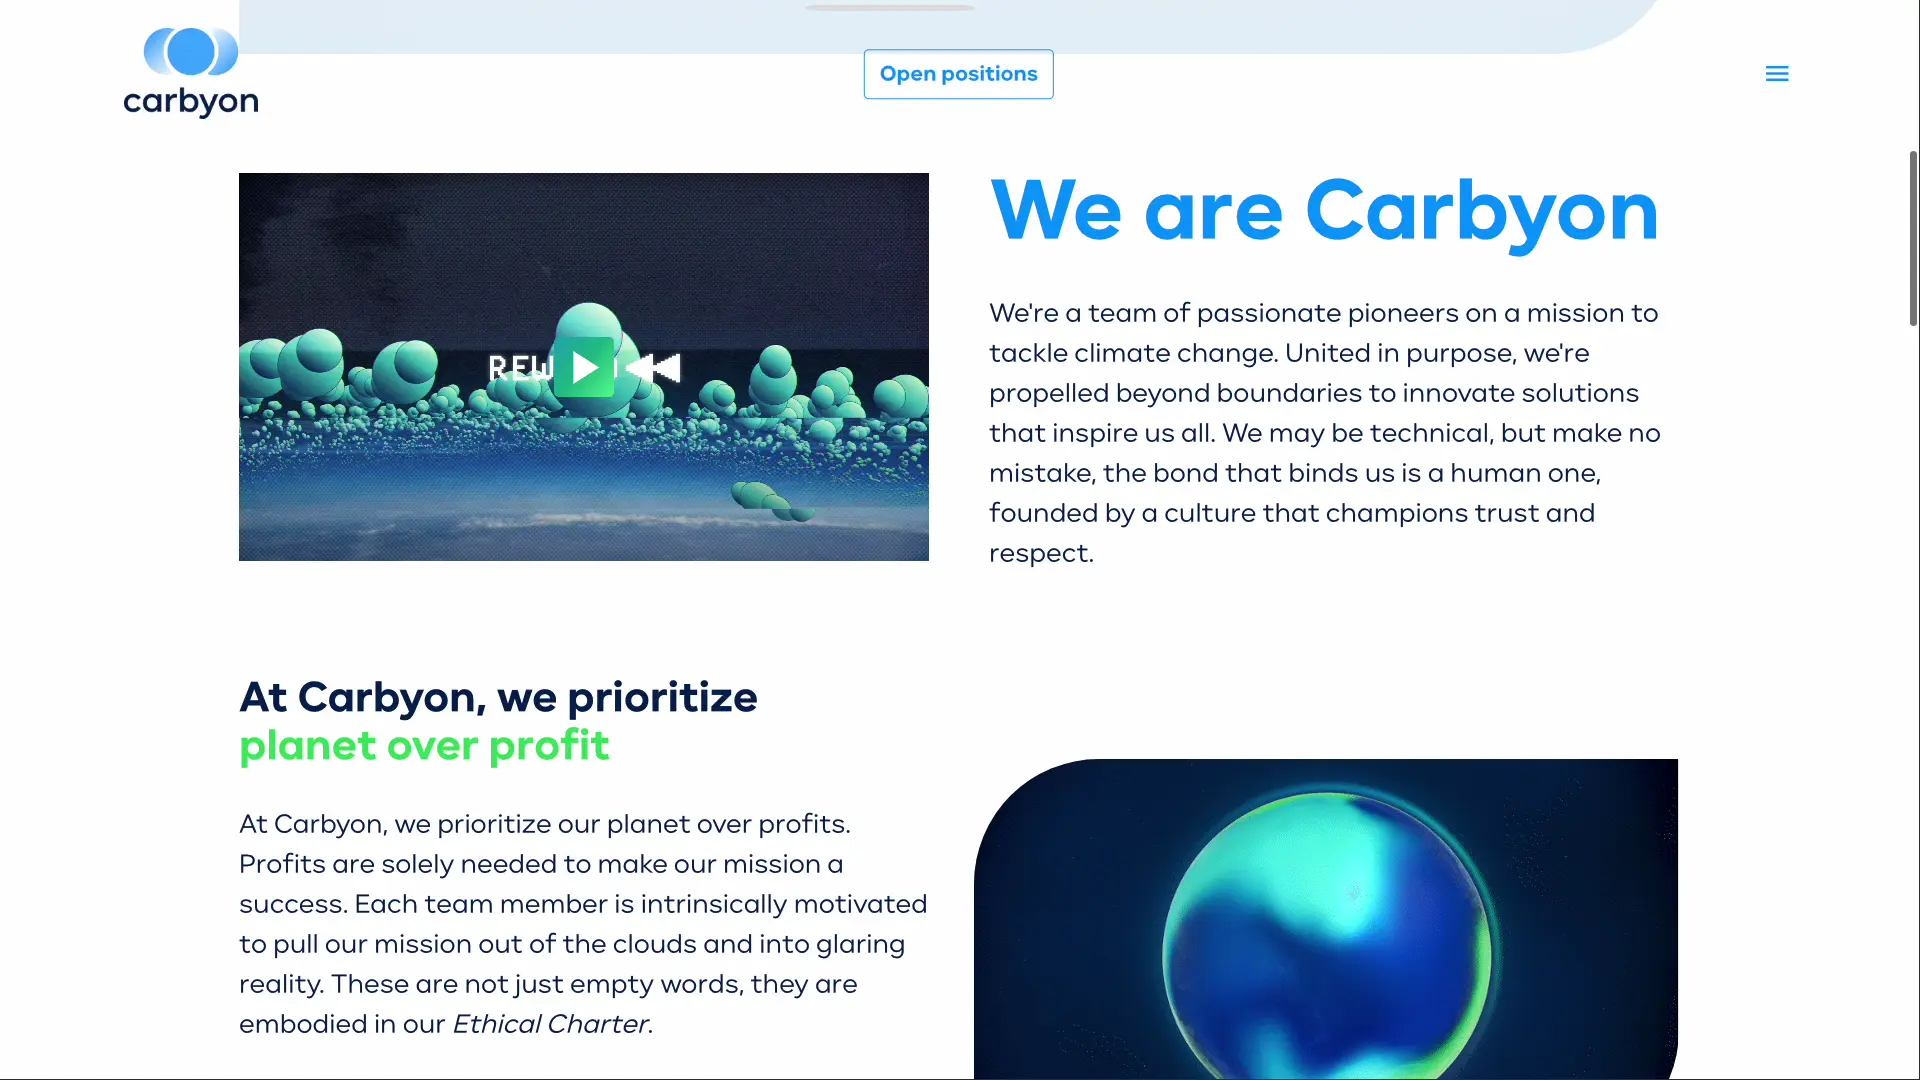 carbyon
Open positions
REW
We are Carbyon
We're a team of passionate pioneers on a mission to
tackle climate change. United in purpose, we're
propelled beyond boundaries to innovate solutions
that inspire us all. We may be technical, but make no
mistake, the bond that binds us is a human one,
founded by a culture that champions trust and
respect.
At Carbyon, we prioritize
planet over profit
At Carbyon, we prioritize our planet over profits.
Profits are solely needed to make our mission a
success. Each team member is intrinsically motivated
to pull our mission out of the clouds and into glaring
reality. These are not just empty words, they are
embodied in our Ethical Charter.